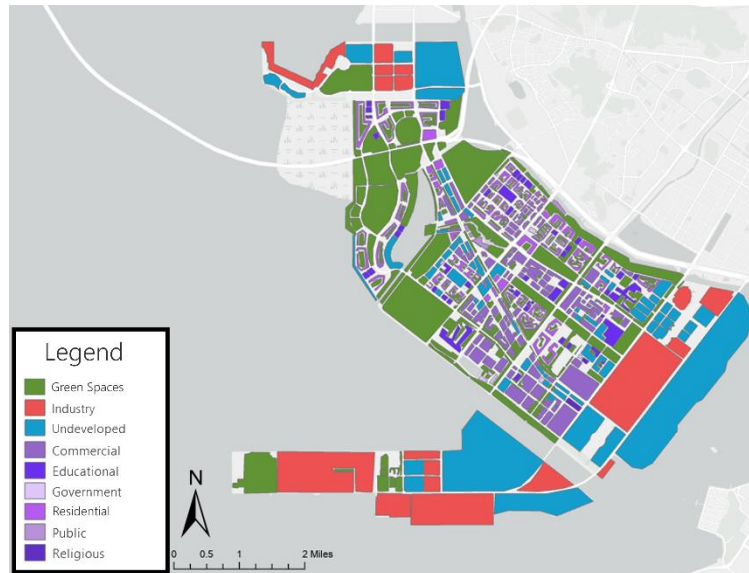 Legend
Green Spaces
Industry
Undeveloped
Commercial
Educational
Government
Residential
Public
Religious
N
0 0.5 1 2 Miles